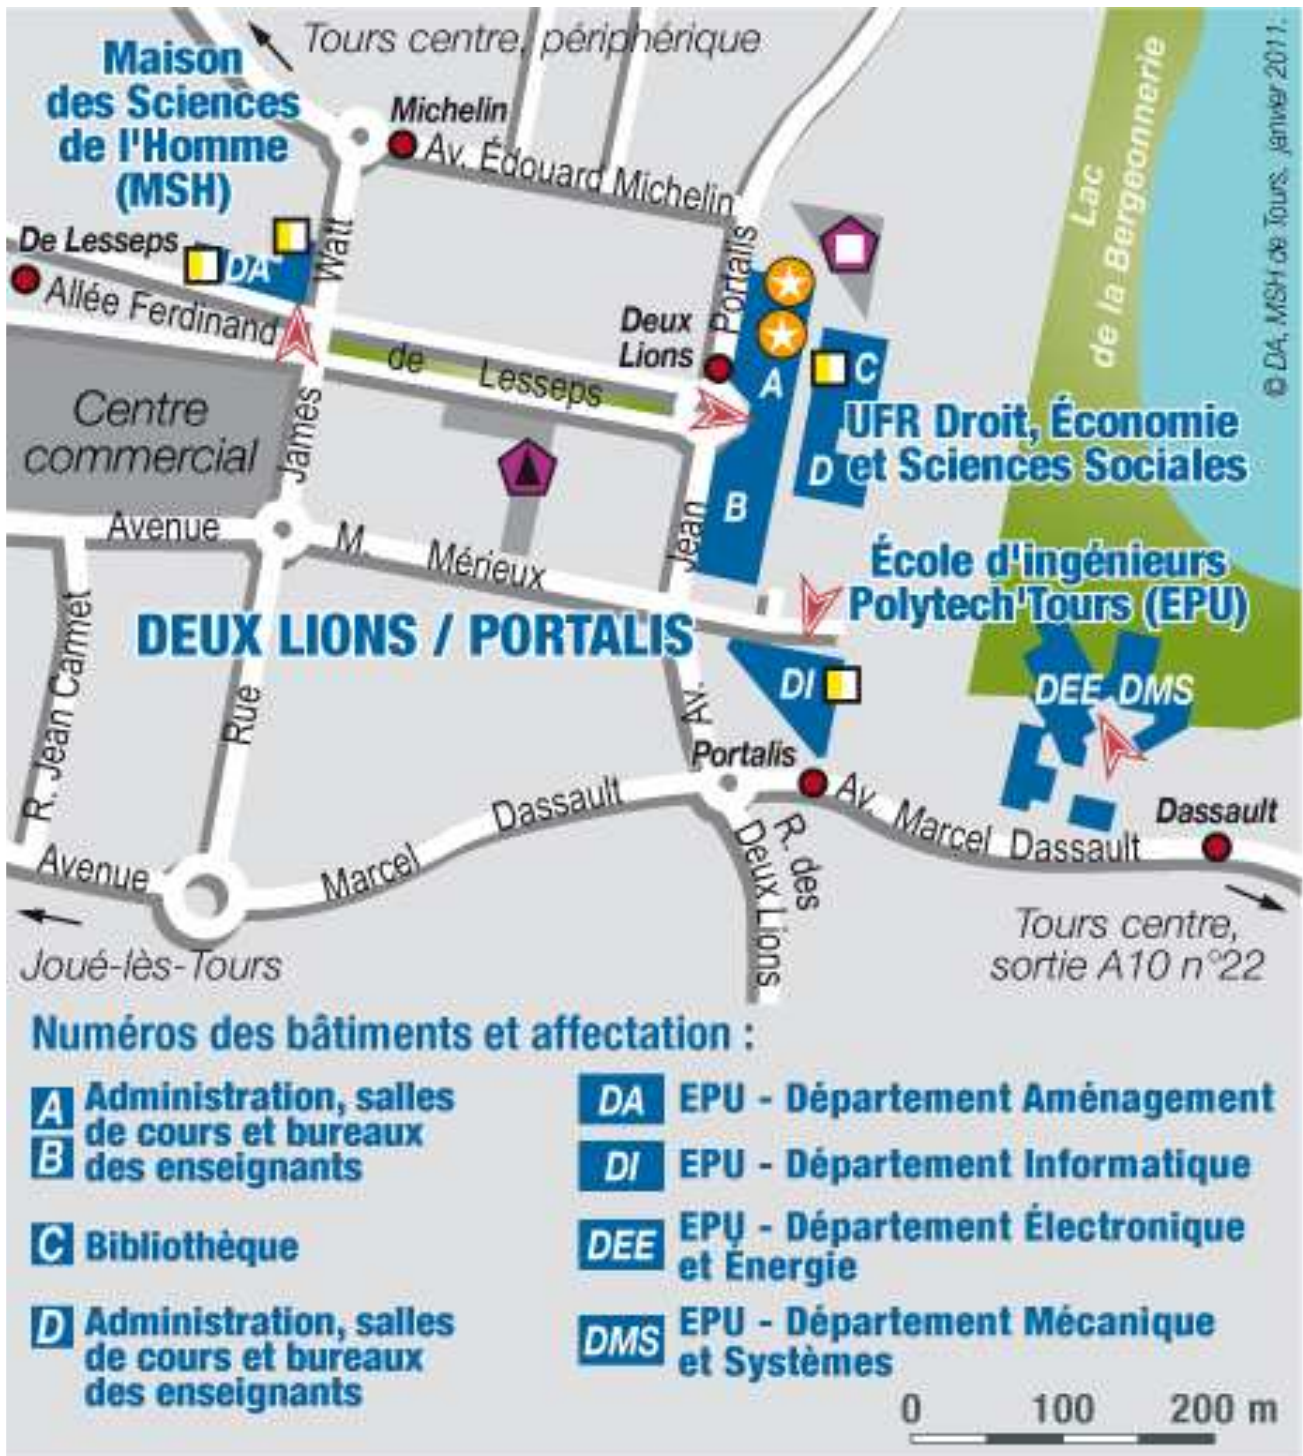 Tours centre, périphérique
Maison
des Sciences
de l'Homme
(MSH)
Michelin
Av. Édouard Michelin
De Lesseps
DA
Watt
Allée Ferdinand
de
Lesseps
Deux
Lions
Portalis
A
C
Lac
de la Bergeonnerie
© DA, MSH de Tours, janvier 2011.
Centre
commercial
James
UFR Droit, Économie
et Sciences Sociales
D
B
Jean
Avenue
M.
Mérieux
École d'ingénieurs
Polytech'Tours (EPU)
DEUX LIONS / PORTALIS
R. Jean Carmet
Rue
Av.
DI
DEE
DMS
Portalis
Dassault
Av.
Marcel
Dassault
Dassault
Avenue
Marcel
R. des
Deux Lions
Joué-lès-Tours
Tours centre,
sortie A10 n°22
Numéros des bâtiments et affectation :
A
B
Administration, salles
de cours et bureaux
des enseignants
C Bibliothèque
D Administration, salles
de cours et bureaux
des enseignants
DA EPU - Département Aménagement
DI EPU - Département Informatique
DEE EPU - Département Électronique
et Énergie
DMS EPU - Département Mécanique
et Systèmes
0 100 200 m